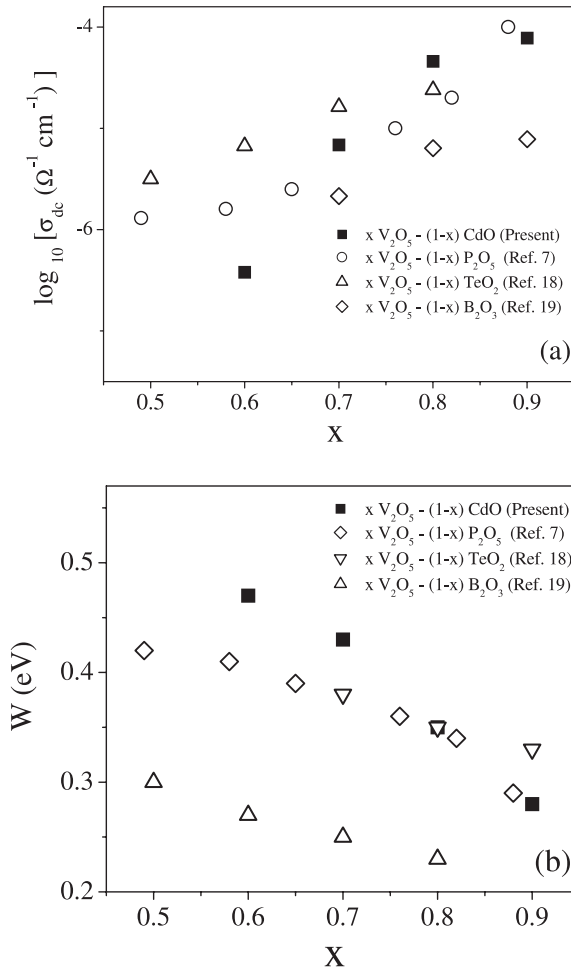 -4
-6
log 10 [σdc (Ω-1 cm-1) ]
■ x V2O5 - (1-x) CdO (Present)
○ x V2O5 - (1-x) P2O5 (Ref. 7)
△ x V2O5 - (1-x) TeO2 (Ref. 18)
◇ x V2O5 - (1-x) B2O3 (Ref. 19)
(a)
0.5 0.6 0.7 0.8 0.9
X
■ x V2O5 - (1-x) CdO (Present)
◇ x V2O5 - (1-x) P2O5 (Ref. 7)
▽ x V2O5 - (1-x) TeO2 (Ref. 18)
△ x V2O5 - (1-x) B2O3 (Ref. 19)
0.5
0.4
0.3
0.2
W (eV)
(b)
0.5 0.6 0.7 0.8 0.9
X